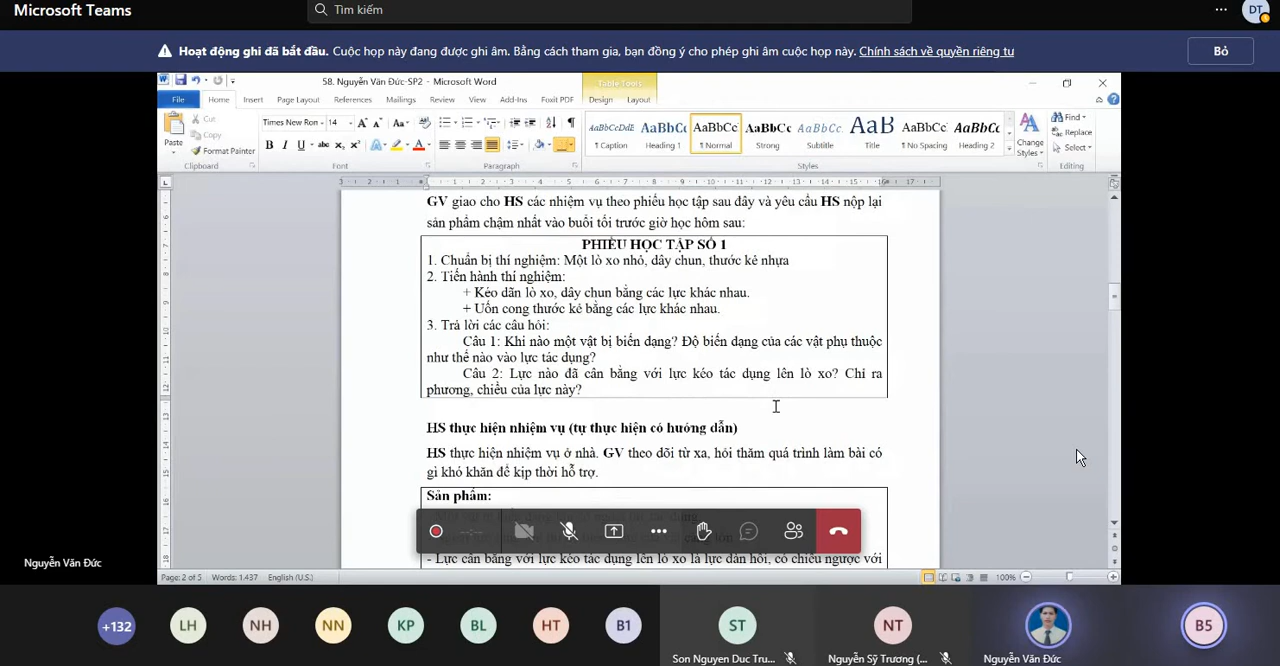 Microsoft Teams
Tìm kiếm
DT
Hoạt động ghi đã bắt đầu. Cuộc họp này đang được ghi âm. Bằng cách tham gia, bạn đồng ý cho phép ghi âm cuộc họp này. Chính sách về quyền riêng tư
Bỏ
58. Nguyễn Văn Đức-SP2 - Microsoft Word
Table Tools
File Home Insert Page Layout References Mailings Review View Add-Ins Foxit PDF Design Layout
Paste
Cut
Copy
Format Painter
Clipboard
Times New Ron 14
Font
Paragraph
AaBbCcDdE AaBbCc AaBbCc AaBbCc AaBbCc AaB AaBbCc AaBbCc
¶ Caption Heading 1 ¶ Normal Strong Subtitle Title ¶ No Spacing Heading 2
Change Styles
Styles
Find
Replace
Select
Editing
GV giao cho HS các nhiệm vụ theo phiếu học tập sau đây và yêu cầu HS nộp lại
sản phẩm chậm nhất vào buổi tối trước giờ học hôm sau:
PHIẾU HỌC TẬP SỐ 1
1. Chuẩn bị thí nghiệm: Một lò xo nhỏ, dây chun, thước kẻ nhựa
2. Tiến hành thí nghiệm:
+ Kéo dãn lò xo, dây chun bằng các lực khác nhau.
+ Uốn cong thước kẻ bằng các lực khác nhau.
3. Trả lời các câu hỏi:
Câu 1: Khi nào một vật bị biến dạng? Độ biến dạng của các vật phụ thuộc
như thế nào vào lực tác dụng?
Câu 2: Lực nào đã cân bằng với lực kéo tác dụng lên lò xo? Chỉ ra
phương, chiều của lực này?
HS thực hiện nhiệm vụ (tự thực hiện có hướng dẫn)
HS thực hiện nhiệm vụ ở nhà. GV theo dõi từ xa, hỏi thăm quá trình làm bài có
gì khó khăn để kịp thời hỗ trợ.
Sản phẩm:
- Lực cân bằng với lực kéo tác dụng lên lò xo là lực đàn hồi, có chiều ngược với
Nguyễn Văn Đức
Page: 2 of 5 Words: 1.437 English (U.S.) 100%
+132 LH NH NN KP BL HT B1 ST NT B5
Son Nguyen Duc Tru... Nguyễn Sỹ Trương (... Nguyễn Văn Đức